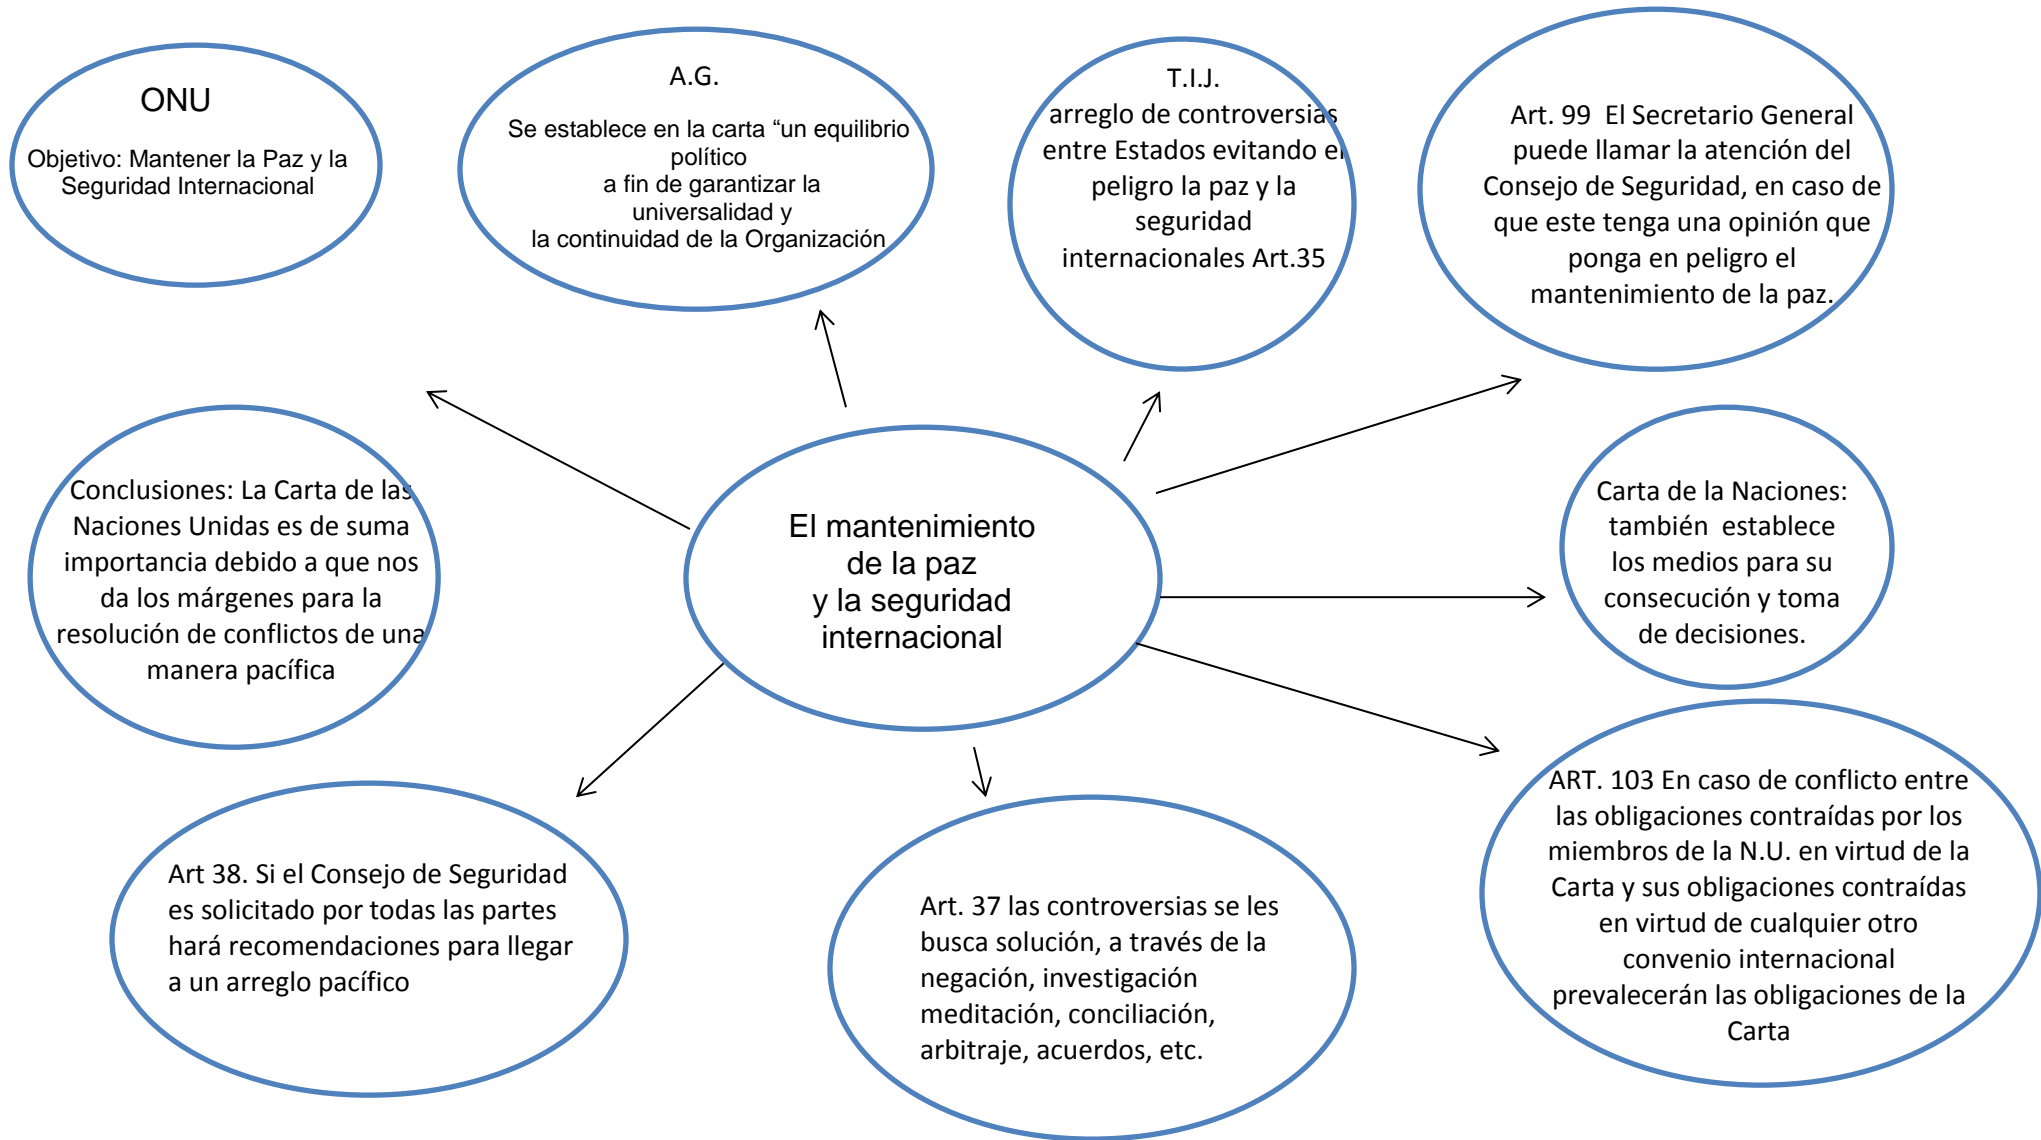 ONU
Objetivo: Mantener la Paz y la
Seguridad Internacional
A.G.
Se establece en la carta “un equilibrio
político
a fin de garantizar la
universalidad y
la continuidad de la Organización
T.I.J.
arreglo de controversias
entre Estados evitando el
peligro la paz y la
seguridad
internacionales Art.35
Art. 99  El Secretario General
puede llamar la atención del
Consejo de Seguridad, en caso de
que este tenga una opinión que
ponga en peligro el
mantenimiento de la paz.
Conclusiones: La Carta de las
Naciones Unidas es de suma
importancia debido a que nos
da los márgenes para la
resolución de conflictos de una
manera pacífica
El mantenimiento
de la paz
y la seguridad
internacional
Carta de la Naciones:
también  establece
los medios para su
consecución y toma
de decisiones.
Art 38. Si el Consejo de Seguridad
es solicitado por todas las partes
hará recomendaciones para llegar
a un arreglo pacífico
Art. 37 las controversias se les
busca solución, a través de la
negación, investigación
meditación, conciliación,
arbitraje, acuerdos, etc.
ART. 103 En caso de conflicto entre
las obligaciones contraídas por los
miembros de la N.U. en virtud de la
Carta y sus obligaciones contraídas
en virtud de cualquier otro
convenio internacional
prevalecerán las obligaciones de la
Carta